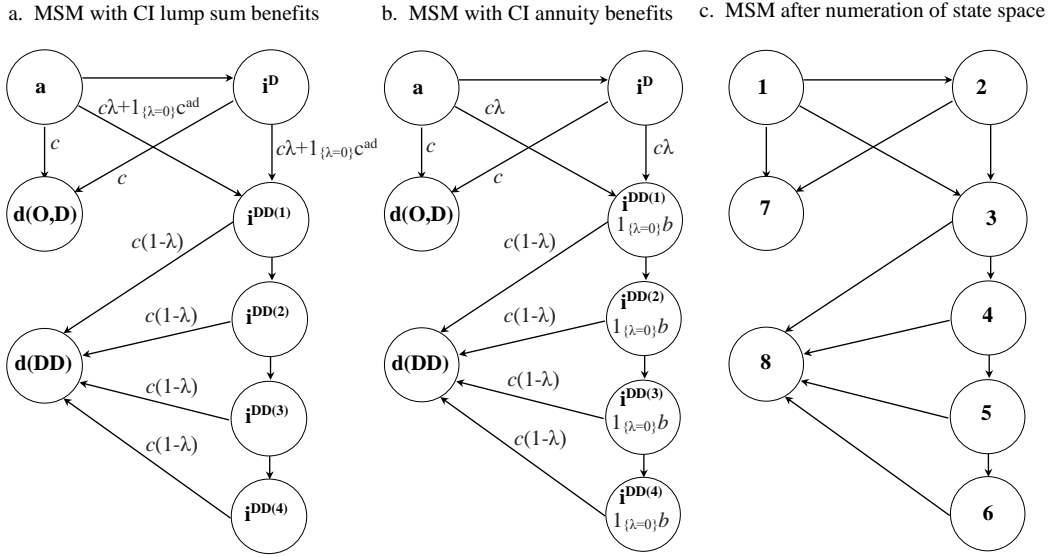 a. MSM with CI lump sum benefits
a
i^D
cλ+1_{λ=0}c^ad
c
cλ+1_{λ=0}c^ad
c
d(O,D)
i^DD(1)
c(1-λ)
i^DD(2)
c(1-λ)
d(DD)
c(1-λ)
i^DD(3)
c(1-λ)
i^DD(4)
b. MSM with CI annuity benefits
a
i^D
cλ
c
cλ
c
d(O,D)
i^DD(1)
1_{λ=0}b
c(1-λ)
i^DD(2)
1_{λ=0}b
c(1-λ)
d(DD)
c(1-λ)
i^DD(3)
1_{λ=0}b
c(1-λ)
i^DD(4)
1_{λ=0}b
c. MSM after numeration of state space
1
2
7
3
4
8
5
6